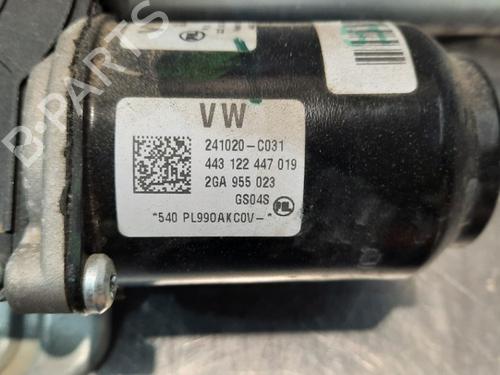 B-PARTS
VW
241020-C031
443 122 447 019
2GA 955 023
GS04S
"540 PL990AKC0V-"